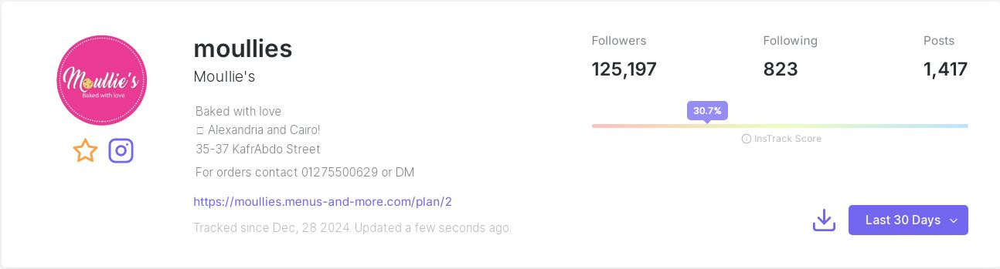 Moullie's
Baked with love
moullies
Moullie's
Baked with love
□ Alexandria and Cairo!
35-37 KafrAbdo Street
For orders contact 01275500629 or DM
https://moullies.menus-and-more.com/plan/2
Tracked since Dec, 28 2024. Updated a few seconds ago.
Followers Following Posts
125,197 823 1,417
30.7%
InsTrack Score
Last 30 Days